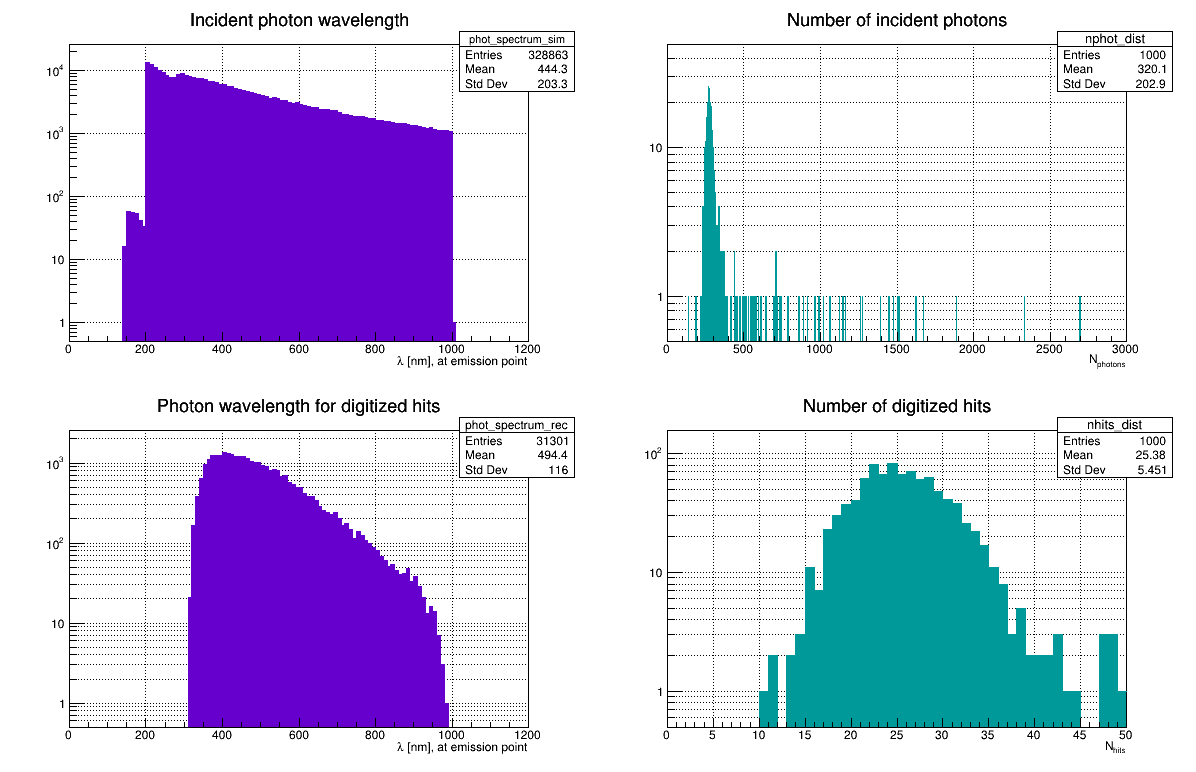 Incident photon wavelength
phot_spectrum_sim
Entries 328863
Mean 444.3
Std Dev 203.3
10^4
10^3
10^2
10
1
0 200 400 600 800 1000 1200
λ [nm], at emission point
Number of incident photons
nphot_dist
Entries 1000
Mean 320.1
Std Dev 202.9
10
1
0 500 1000 1500 2000 2500 3000
N_photons
Photon wavelength for digitized hits
phot_spectrum_rec
Entries 31301
Mean 494.4
Std Dev 116
10^3
10^2
10
1
0 200 400 600 800 1000 1200
λ [nm], at emission point
Number of digitized hits
nhits_dist
Entries 1000
Mean 25.38
Std Dev 5.451
10^2
10
1
0 5 10 15 20 25 30 35 40 45 50
N_hits